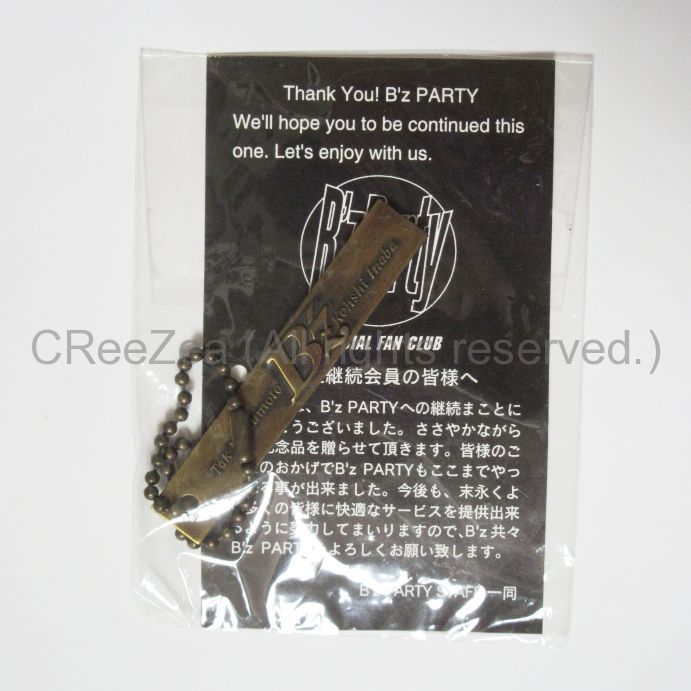 Thank You! B'z PARTY
We'll hope you to be continued this
one. Let's enjoy with us.
B'z Party
FAN CLUB
B'z
Kohshi Inaba
CReeZea (All rights reserved.)
継続会員の皆様へ
、B'z PARTYへの継続まことに
うございました。ささやかながら
念品を贈らせて頂きます。皆様のご
のおかげでB'z PARTYもここまでやっ
事が出来ました。今後も、末永くよ
の皆様に快適なサービスを提供出来
ように努力してまいりますので、B'z共々
B'z PARTY よろしくお願い致します。
B'z PARTY STAFF一同